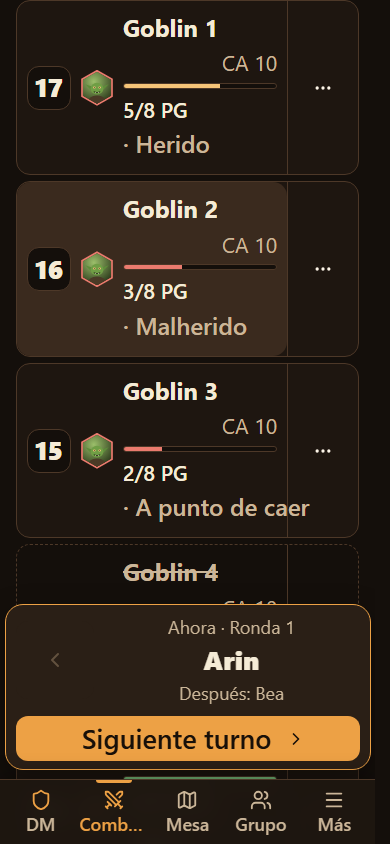 Goblin 1
CA 10
17
5/8 PG
· Herido
...
Goblin 2
CA 10
16
3/8 PG
· Malherido
...
Goblin 3
CA 10
15
2/8 PG
· A punto de caer
...
Goblin 4
Ahora · Ronda 1
Arin
Después: Bea
Siguiente turno
DM
Comb...
Mesa
Grupo
Más